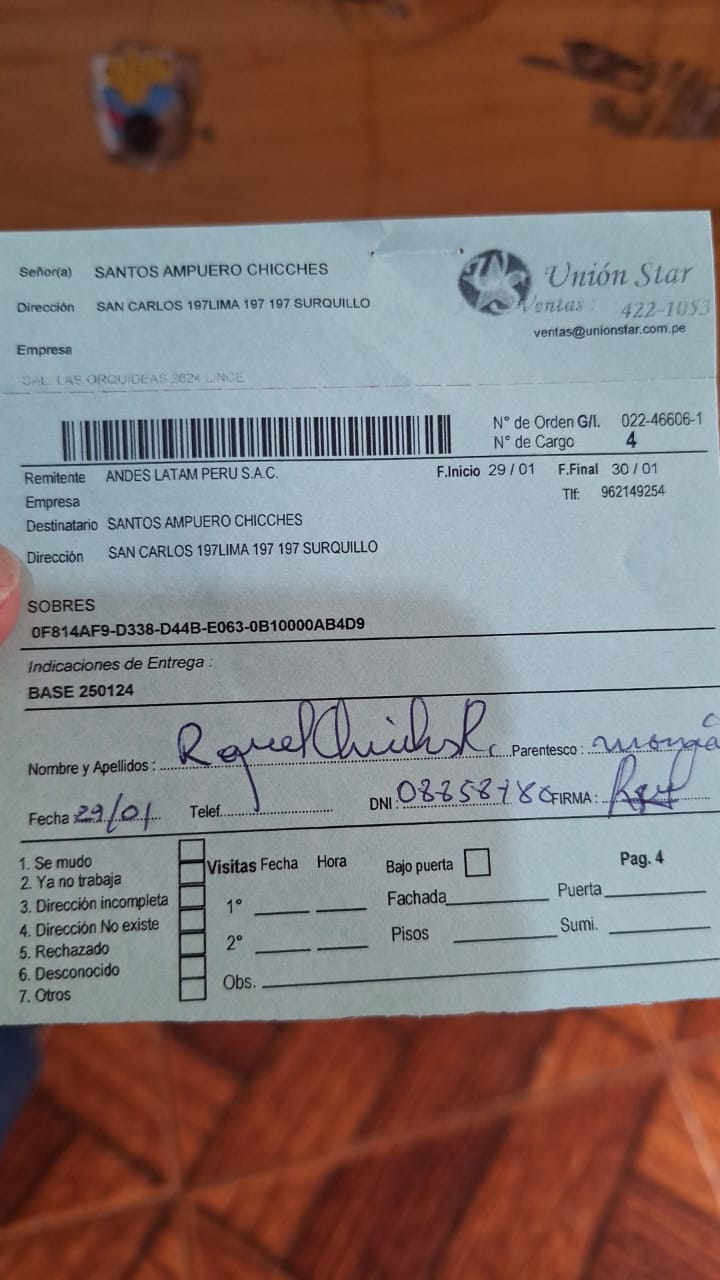 Señor(a) SANTOS AMPUERO CHICCHES
Dirección SAN CARLOS 197LIMA 197 197 SURQUILLO
Empresa
CAL. LAS ORQUIDEAS 2624 LINCE
Unión Star
Ventas : 422-1053
ventas@unionstar.com.pe
N° de Orden G/I. 022-46606-1
N° de Cargo 4
Remitente ANDES LATAM PERU S.A.C. F.Inicio 29 / 01 F.Final 30 / 01
Empresa Tlf: 962149254
Destinatario SANTOS AMPUERO CHICCHES
Dirección SAN CARLOS 197LIMA 197 197 SURQUILLO
SOBRES
0F814AF9-D338-D44B-E063-0B10000AB4D9
Indicaciones de Entrega :
BASE 250124
Nombre y Apellidos : Raquel Parentesco :
Fecha 29/01 Telef. DNI : FIRMA :
1. Se mudo
2. Ya no trabaja
3. Dirección incompleta
4. Dirección No existe
5. Rechazado
6. Desconocido
7. Otros
Visitas Fecha Hora Bajo puerta Pag. 4
1° Fachada Puerta
2° Pisos Sumi.
Obs.